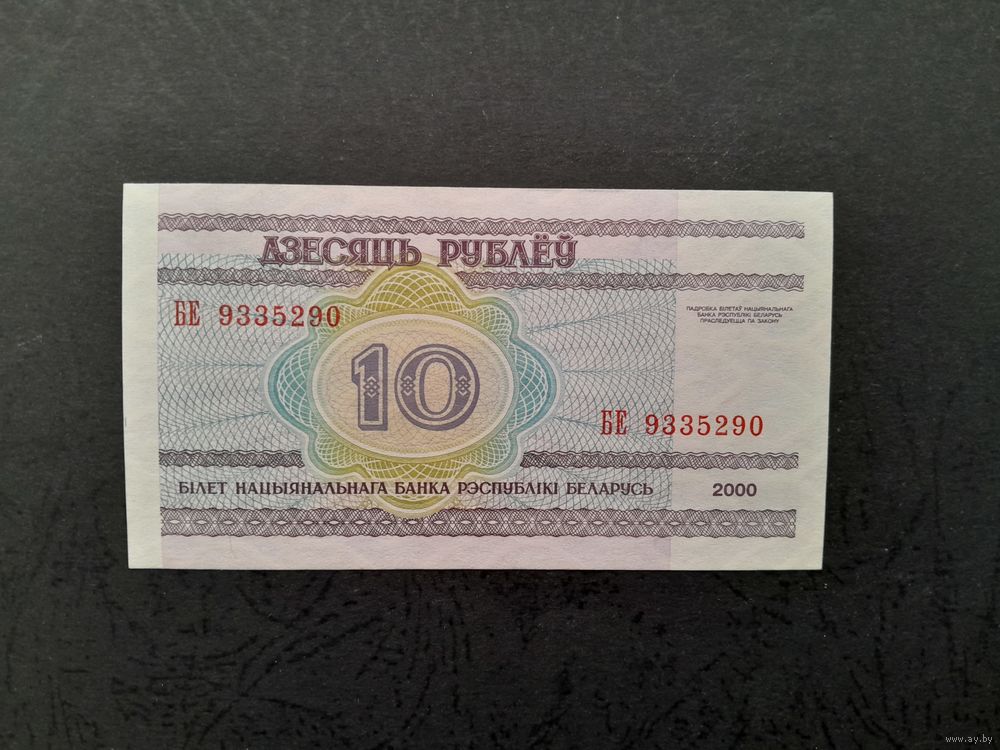 ДЗЕСЯЦЬ РУБЛЁЎ
БЕ 9335290
ПАДРОБКА БІЛЕТАЎ НАЦЫЯНАЛЬНАГА
БАНКА РЭСПУБЛІКІ БЕЛАРУСЬ
ПРАСЛЕДУЕЦЦА ПА ЗАКОНУ
10
БЕ 9335290
БІЛЕТ НАЦЫЯНАЛЬНАГА БАНКА РЭСПУБЛІКІ БЕЛАРУСЬ 2000
www.ay.by